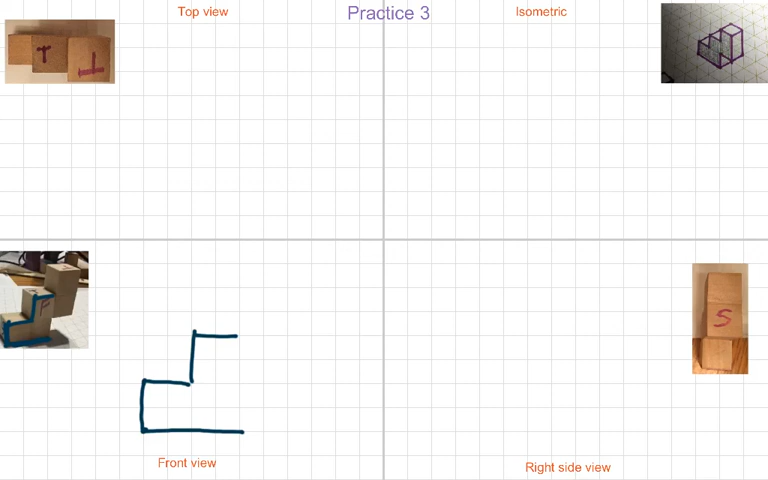 Top view
Practice 3
Isometric
T
T
F
S
Front view
Right side view